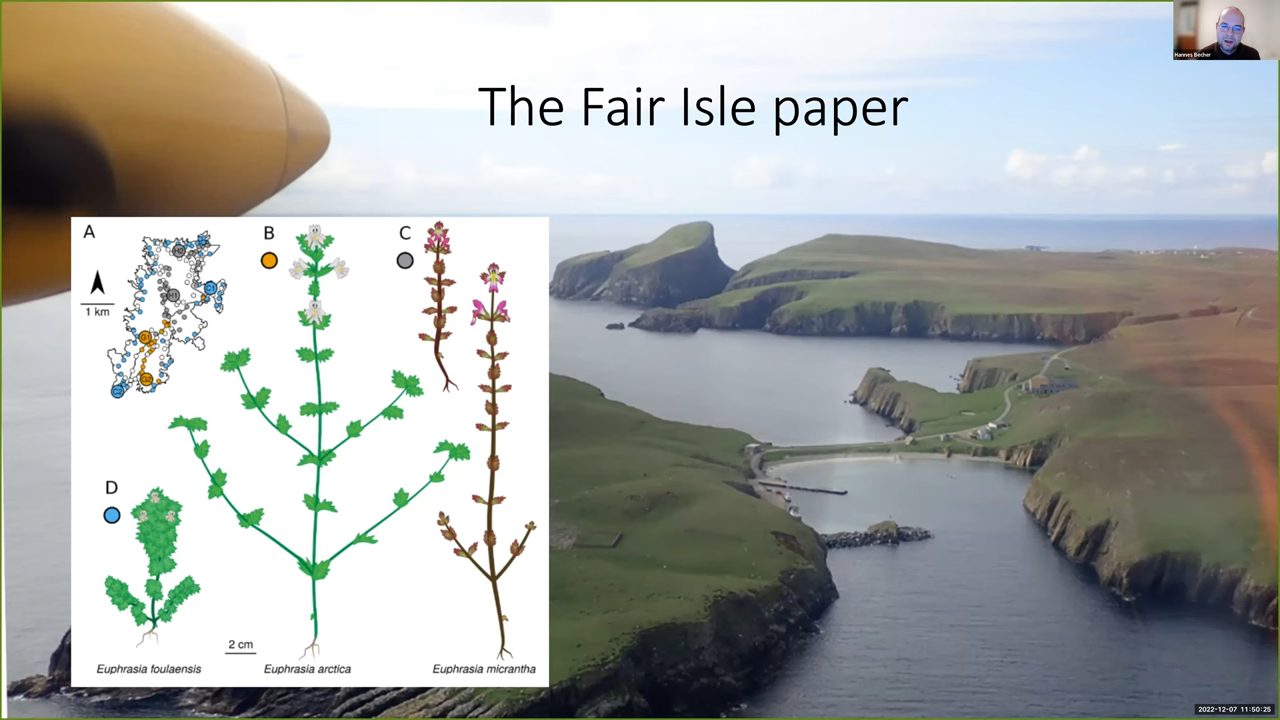 Hannes Becher
The Fair Isle paper
A
B
C
1 km
D
2 cm
Euphrasia foulaensis
Euphrasia arctica
Euphrasia micrantha
2022-12-07 11:50:25